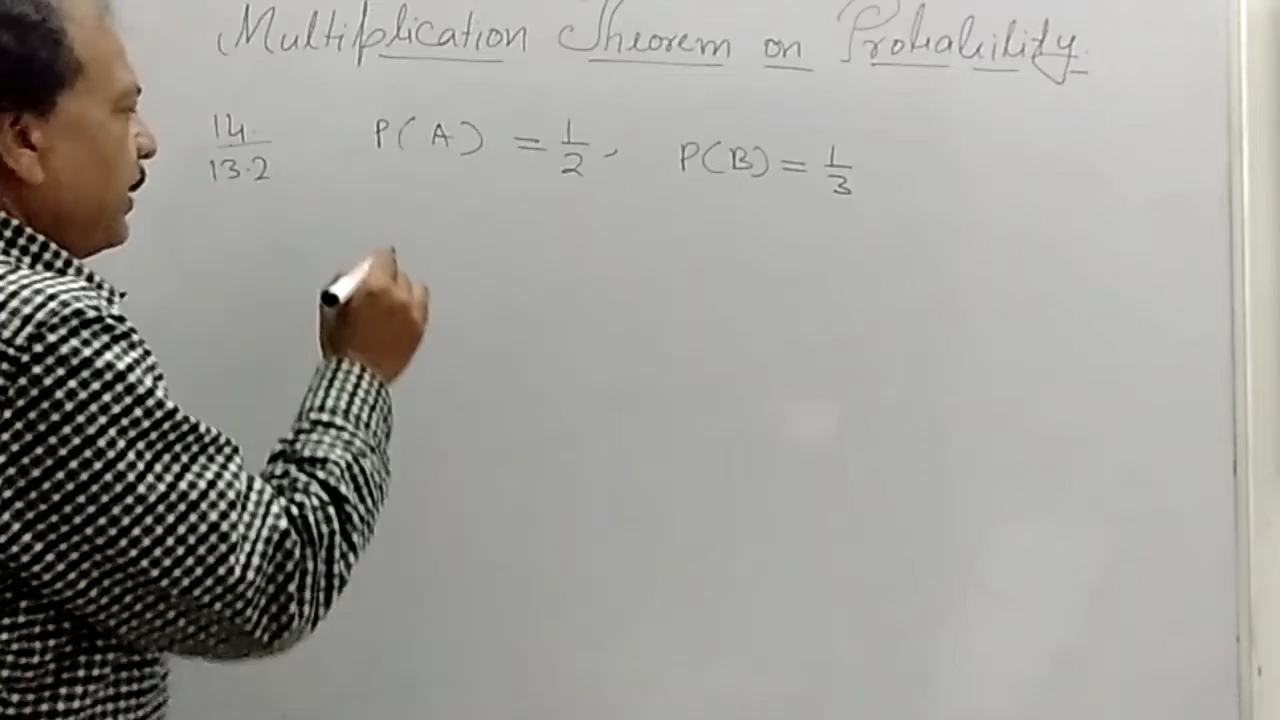 Multiplication Theorem on Probability.
14.
13.2
P(A) = 1/2, P(B) = 1/3